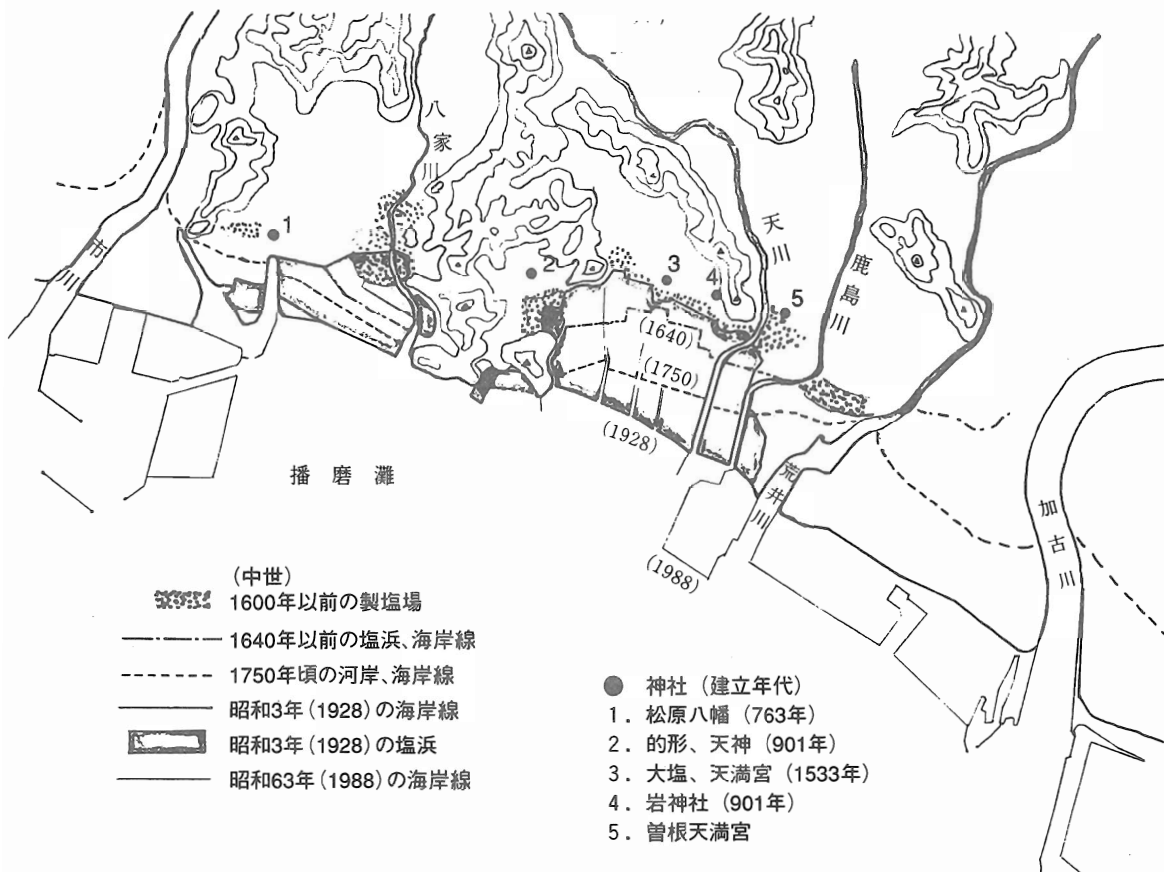 八家川
天川
鹿島川
市川
荒井川
加古川
1
2
3
4
5
(1640)
(1750)
(1928)
(1988)
播磨灘
(中世)
1600年以前の製塩場
1640年以前の塩浜、海岸線
1750年頃の河岸、海岸線
昭和3年(1928)の海岸線
昭和3年(1928)の塩浜
昭和63年(1988)の海岸線
神社(建立年代)
1. 松原八幡(763年)
2. 的形、天神(901年)
3. 大塩、天満宮(1533年)
4. 岩神社(901年)
5. 曽根天満宮